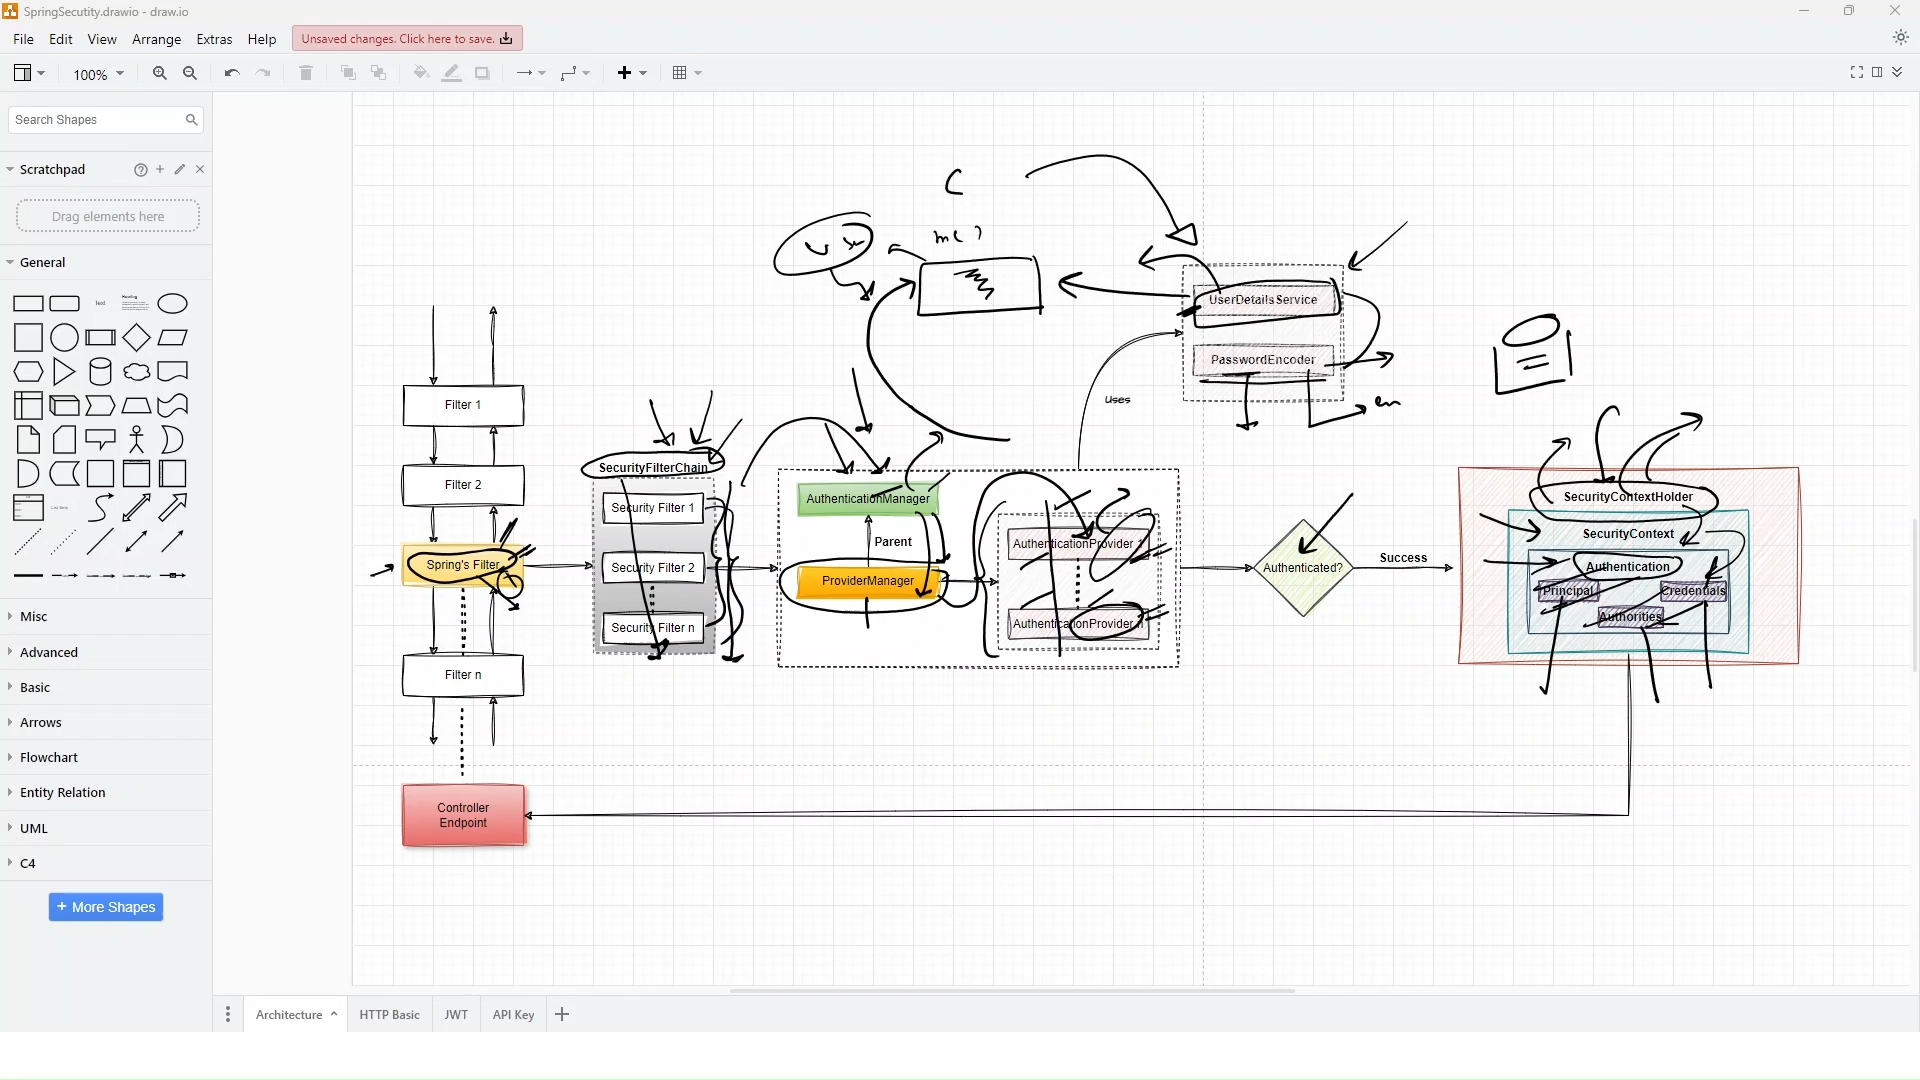 SpringSecutity.drawio - draw.io
File Edit View Arrange Extras Help Unsaved changes. Click here to save.
100%
Search Shapes
Scratchpad
Drag elements here
General
Text
Heading
Misc
Advanced
Basic
Arrows
Flowchart
Entity Relation
UML
C4
+ More Shapes
Filter 1
Filter 2
Spring's Filter
Filter n
Controller
Endpoint
SecurityFilterChain
Security Filter 1
Security Filter 2
Security Filter n
AuthenticationManager
Parent
ProviderManager
AuthenticationProvider 1
AuthenticationProvider n
Uses
UserDetailsService
PasswordEncoder
en
C
Authenticated?
Success
SecurityContextHolder
SecurityContext
Authentication
Principal
Credentials
Authorities
Architecture HTTP Basic JWT API Key